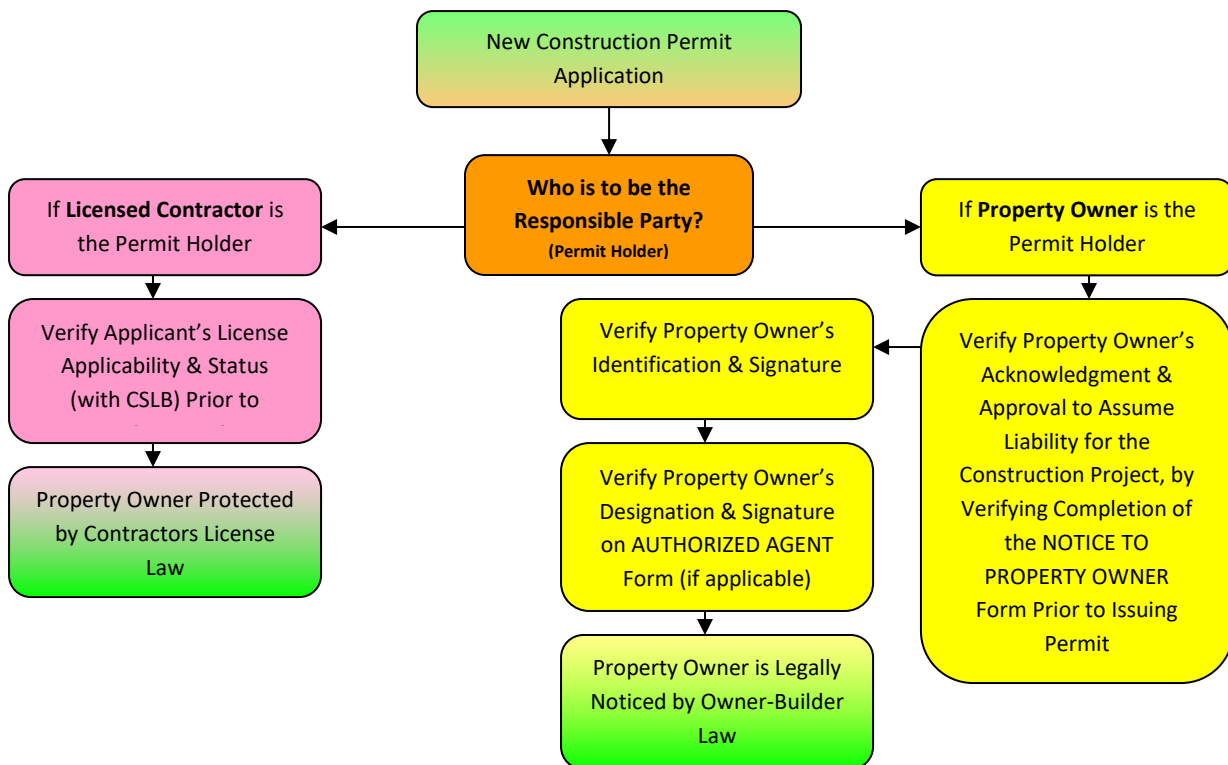 New Construction Permit
Application
Who is to be the
Responsible Party?
(Permit Holder)
If Licensed Contractor is
the Permit Holder
If Property Owner is the
Permit Holder
Verify Applicant’s License
Applicability & Status
(with CSLB) Prior to
Property Owner Protected
by Contractors License
Law
Verify Property Owner’s
Acknowledgment &
Approval to Assume
Liability for the
Construction Project, by
Verifying Completion of
the NOTICE TO
PROPERTY OWNER
Form Prior to Issuing
Permit
Verify Property Owner’s
Identification & Signature
Verify Property Owner’s
Designation & Signature
on AUTHORIZED AGENT
Form (if applicable)
Property Owner is Legally
Noticed by Owner-Builder
Law